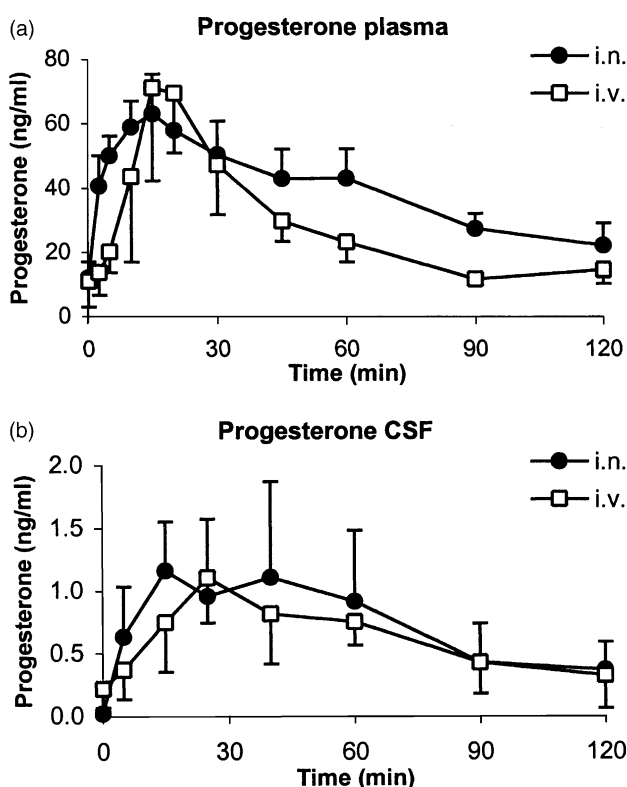 (a)
Progesterone plasma
i.n.
i.v.
Progesterone (ng/ml)
80
60
40
20
0
0 30 60 90 120
Time (min)
(b)
Progesterone CSF
i.n.
i.v.
Progesterone (ng/ml)
2.0
1.5
1.0
0.5
0.0
0 30 60 90 120
Time (min)